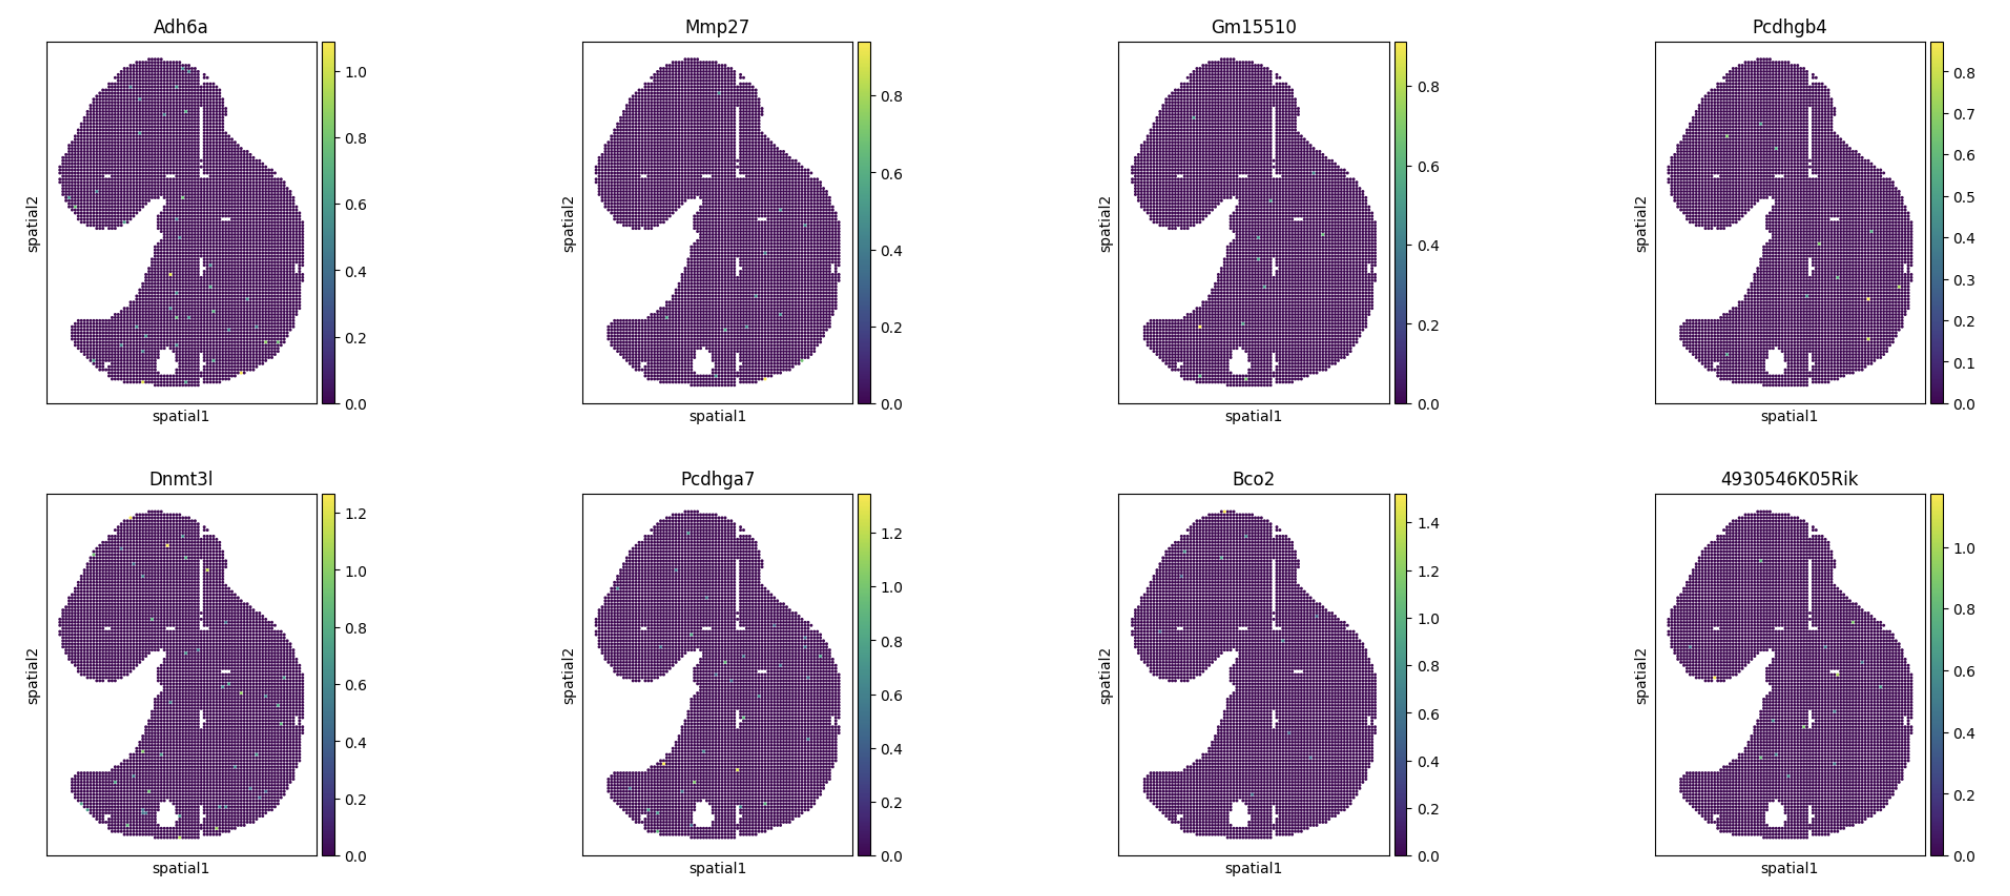 Adh6a
Mmp27
Gm15510
Pcdhgb4
spatial2
1.0
0.8
0.6
0.4
0.2
0.0
spatial1
spatial2
0.8
0.6
0.4
0.2
0.0
spatial1
spatial2
0.8
0.6
0.4
0.2
0.0
spatial1
spatial2
0.8
0.7
0.6
0.5
0.4
0.3
0.2
0.1
0.0
spatial1
Dnmt3l
Pcdhga7
Bco2
4930546K05Rik
spatial2
1.2
1.0
0.8
0.6
0.4
0.2
0.0
spatial1
spatial2
1.2
1.0
0.8
0.6
0.4
0.2
0.0
spatial1
spatial2
1.4
1.2
1.0
0.8
0.6
0.4
0.2
0.0
spatial1
spatial2
1.0
0.8
0.6
0.4
0.2
0.0
spatial1